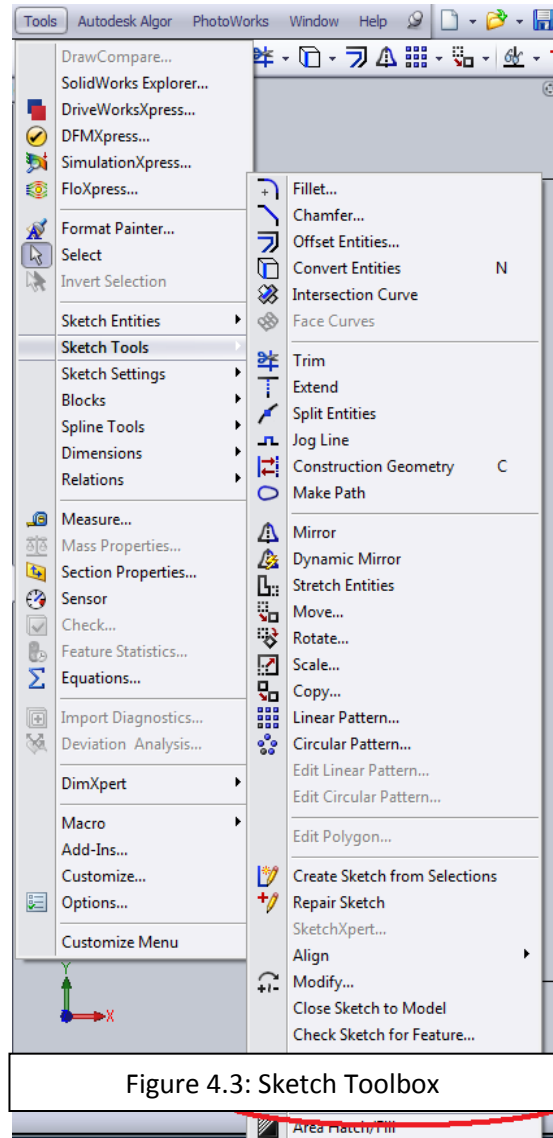 Tools Autodesk Algor PhotoWorks Window Help
DrawCompare...
SolidWorks Explorer...
DriveWorksXpress...
DFMXpress...
SimulationXpress...
FloXpress...
Format Painter...
Select
Invert Selection
Sketch Entities
Sketch Tools
Sketch Settings
Blocks
Spline Tools
Dimensions
Relations
Measure...
Mass Properties...
Section Properties...
Sensor
Check...
Feature Statistics...
Equations...
Import Diagnostics...
Deviation Analysis...
DimXpert
Macro
Add-Ins...
Customize...
Options...
Customize Menu
Fillet...
Chamfer...
Offset Entities...
Convert Entities N
Intersection Curve
Face Curves
Trim
Extend
Split Entities
Jog Line
Construction Geometry C
Make Path
Mirror
Dynamic Mirror
Stretch Entities
Move...
Rotate...
Scale...
Copy...
Linear Pattern...
Circular Pattern...
Edit Linear Pattern...
Edit Circular Pattern...
Edit Polygon...
Create Sketch from Selections
Repair Sketch
SketchXpert...
Align
Modify...
Close Sketch to Model
Check Sketch for Feature...
Y
X
Figure 4.3: Sketch Toolbox
Area Hatch/Fill